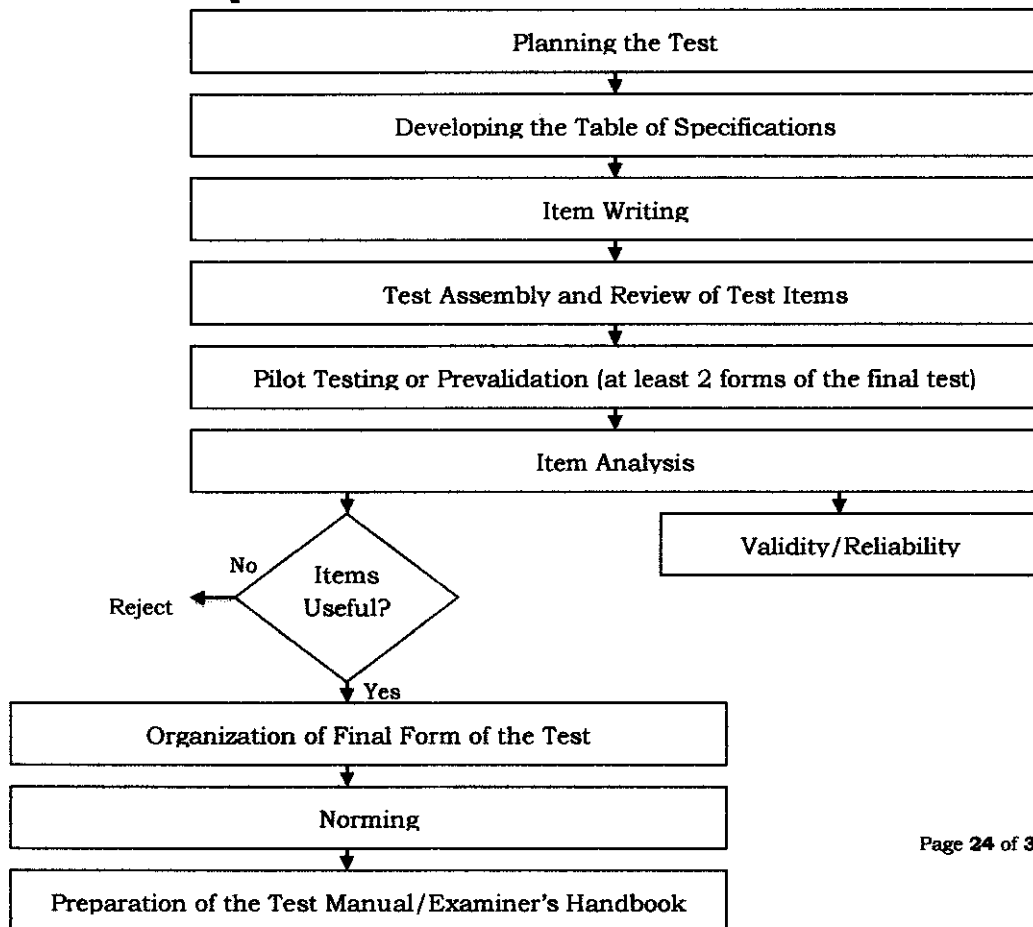 Planning the Test
Developing the Table of Specifications
Item Writing
Test Assembly and Review of Test Items
Pilot Testing or Prevalidation (at least 2 forms of the final test)
Item Analysis
Validity/Reliability
No
Items
Useful?
Reject
Yes
Organization of Final Form of the Test
Norming
Page 24 of 3
Preparation of the Test Manual/Examiner's Handbook